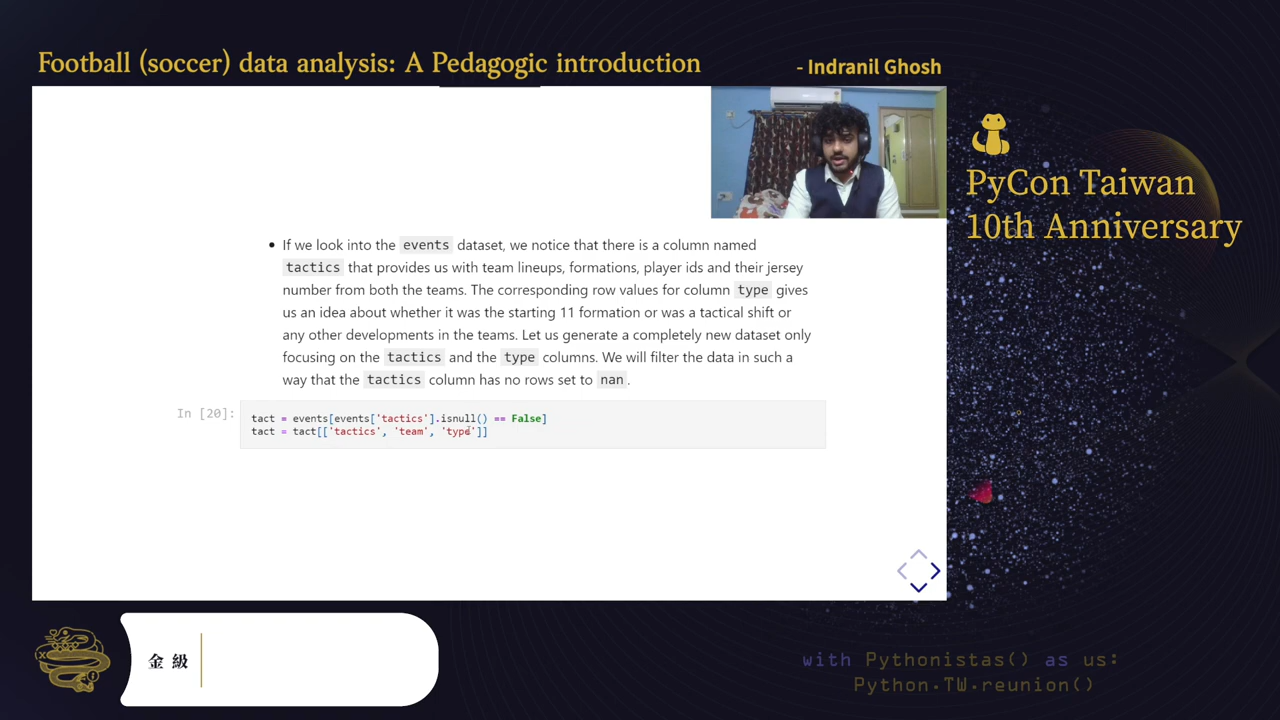 Football (soccer) data analysis: A Pedagogic introduction
- Indranil Ghosh
PyCon Taiwan
10th Anniversary
If we look into the events dataset, we notice that there is a column named
tactics that provides us with team lineups, formations, player ids and their jersey
number from both the teams. The corresponding row values for column type gives
us an idea about whether it was the starting 11 formation or was a tactical shift or
any other developments in the teams. Let us generate a completely new dataset only
focusing on the tactics and the type columns. We will filter the data in such a
way that the tactics column has no rows set to nan.
In [20]:
tact = events[events['tactics'].isnull() == False]
tact = tact[['tactics', 'team', 'type']]
金級
with Pythonistas() as us:
Python.TW.reunion()